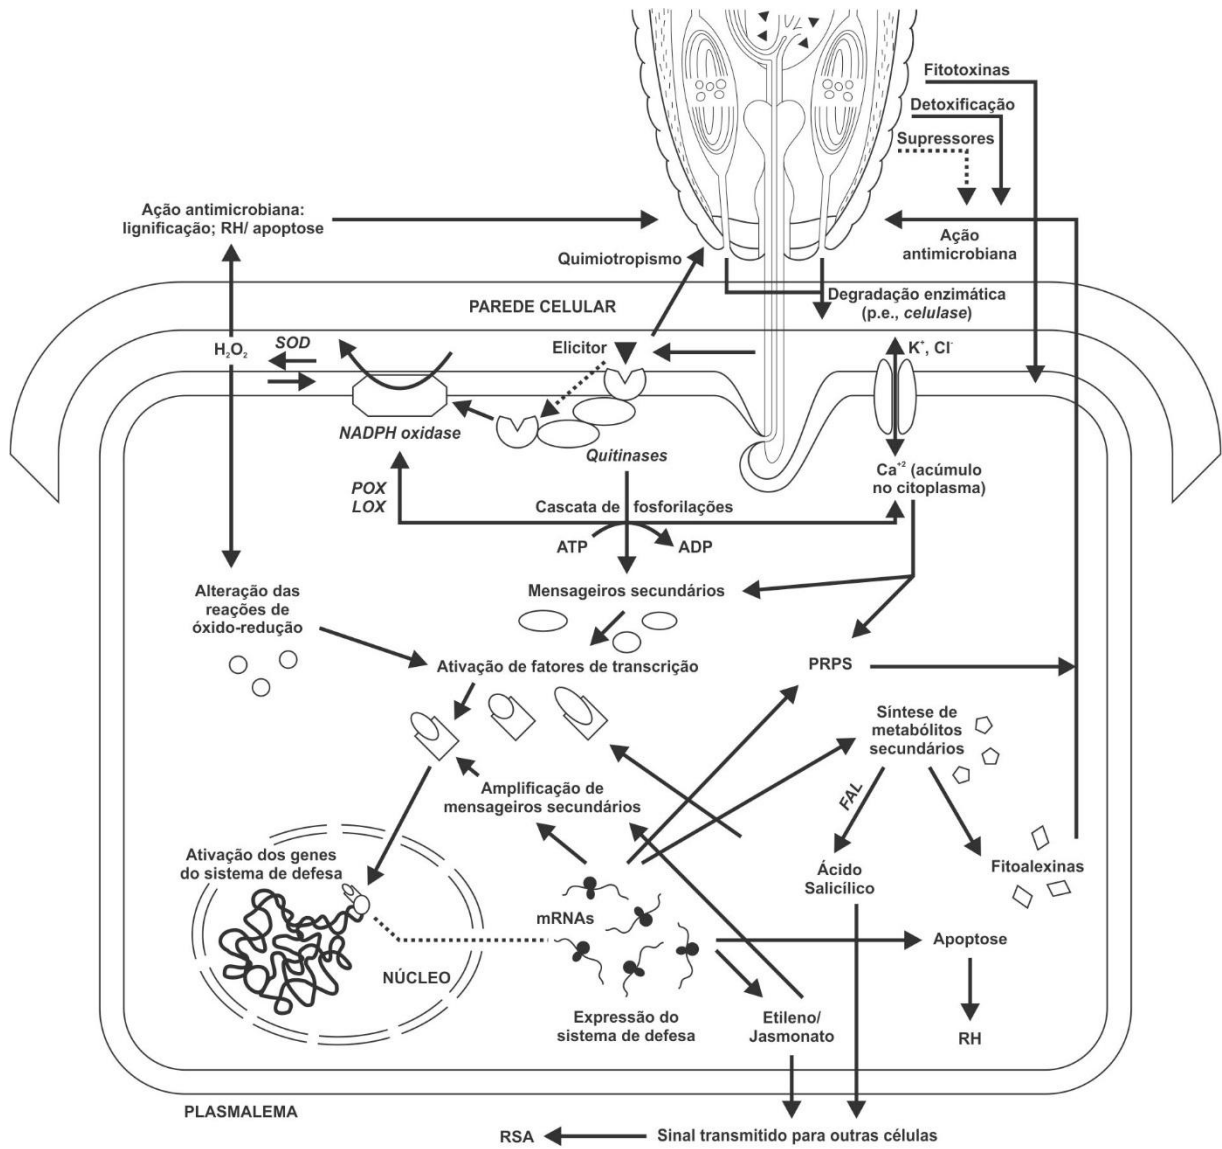 Fitotoxinas
Detoxificação
Supressores
Ação antimicrobiana:
lignificação; RH/ apoptose
Ação
antimicrobiana
Quimiotropismo
Degradação enzimática
(p.e., celulase)
PAREDE CELULAR
H₂O₂
SOD
Elicitor
K⁺, Cl⁻
NADPH oxidase
Quitinases
Ca⁺² (acúmulo
no citoplasma)
POX
LOX
Cascata de fosforilações
ATP
ADP
Alteração das
reações de
óxido-redução
Mensageiros secundários
Ativação de fatores de transcrição
PRPS
Síntese de
metabólitos
secundários
FAL
Amplificação de
mensageiros secundários
Ativação dos genes
do sistema de defesa
Ácido
Salicílico
Fitoalexinas
mRNAs
Apoptose
NÚCLEO
Expressão do
sistema de defesa
Etileno/
Jasmonato
RH
PLASMALEMA
RSA
Sinal transmitido para outras células